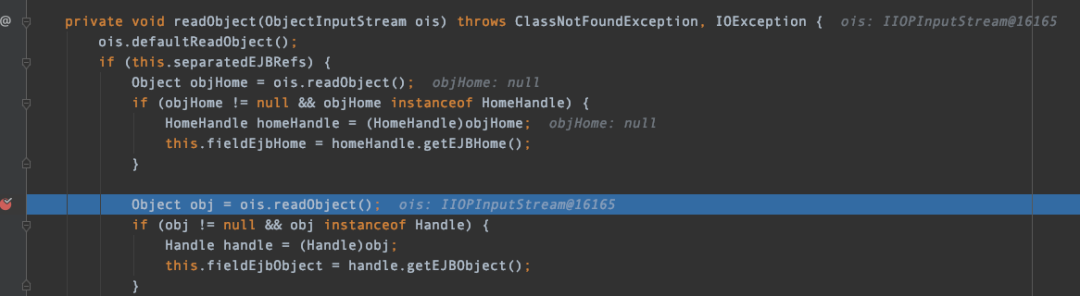 @ private void readObject(ObjectInputStream ois) throws ClassNotFoundException, IOException { ois: IIOPInputStream@16165
ois.defaultReadObject();
if (this.separatedEJBRefs) {
Object objHome = ois.readObject(); objHome: null
if (objHome != null && objHome instanceof HomeHandle) {
HomeHandle homeHandle = (HomeHandle)objHome; objHome: null
this.fieldEjbHome = homeHandle.getEJBHome();
}
Object obj = ois.readObject(); ois: IIOPInputStream@16165
if (obj != null && obj instanceof Handle) {
Handle handle = (Handle)obj;
this.fieldEjbObject = handle.getEJBObject();
}